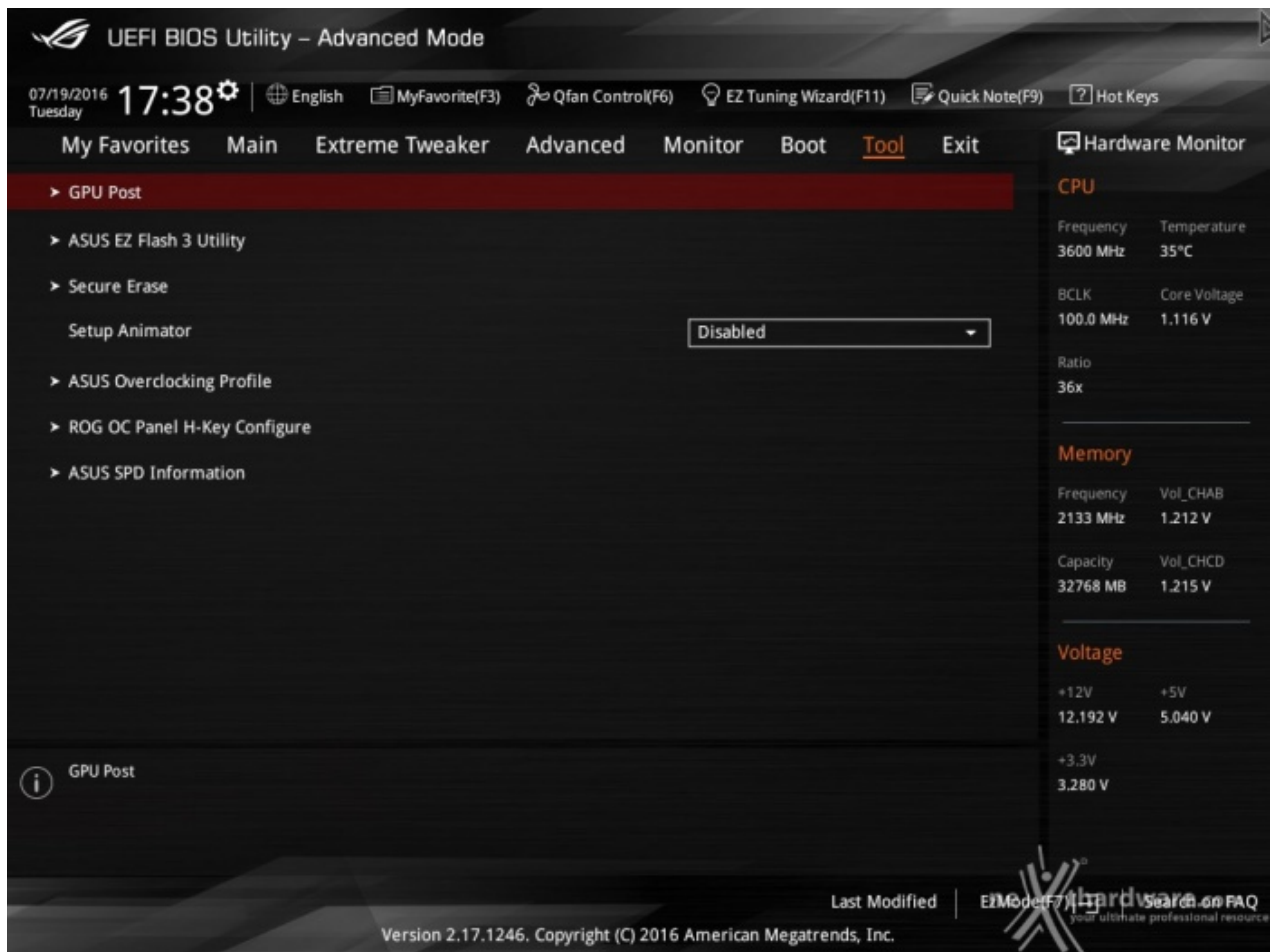 UEFI BIOS Utility – Advanced Mode
07/19/2016
Tuesday
17:38
English MyFavorite(F3) Qfan Control(F6) EZ Tuning Wizard(F11) Quick Note(F9) ? Hot Keys
My Favorites Main Extreme Tweaker Advanced Monitor Boot Tool Exit
> GPU Post
> ASUS EZ Flash 3 Utility
> Secure Erase
Setup Animator Disabled
> ASUS Overclocking Profile
> ROG OC Panel H-Key Configure
> ASUS SPD Information
Hardware Monitor
CPU
Frequency Temperature
3600 MHz 35°C
BCLK Core Voltage
100.0 MHz 1.116 V
Ratio
36x
Memory
Frequency Vol_CHAB
2133 MHz 1.212 V
Capacity Vol_CHCD
32768 MB 1.215 V
Voltage
+12V +5V
12.192 V 5.040 V
+3.3V
3.280 V
i GPU Post
Last Modified EzMode(F7) Search on FAQ
your ultimate professional resource
Version 2.17.1246. Copyright (C) 2016 American Megatrends, Inc.